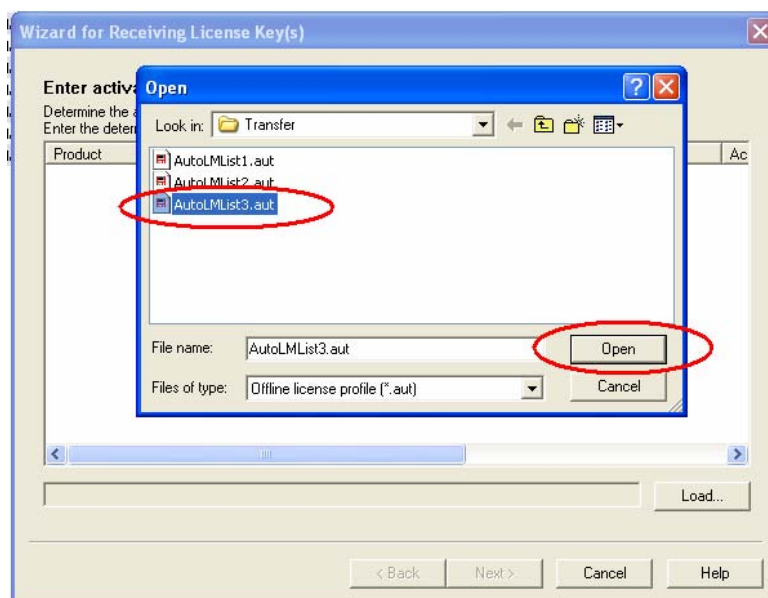 Wizard for Receiving License Key(s)
Enter activa
Determine the a
Enter the deter
Product
Ac
Open
Look in: Transfer
AutoLMList1.aut
AutoLMList2.aut
AutoLMList3.aut
File name: AutoLMList3.aut Open
Files of type: Offline license profile (*.aut) Cancel
Load...
< Back Next > Cancel Help